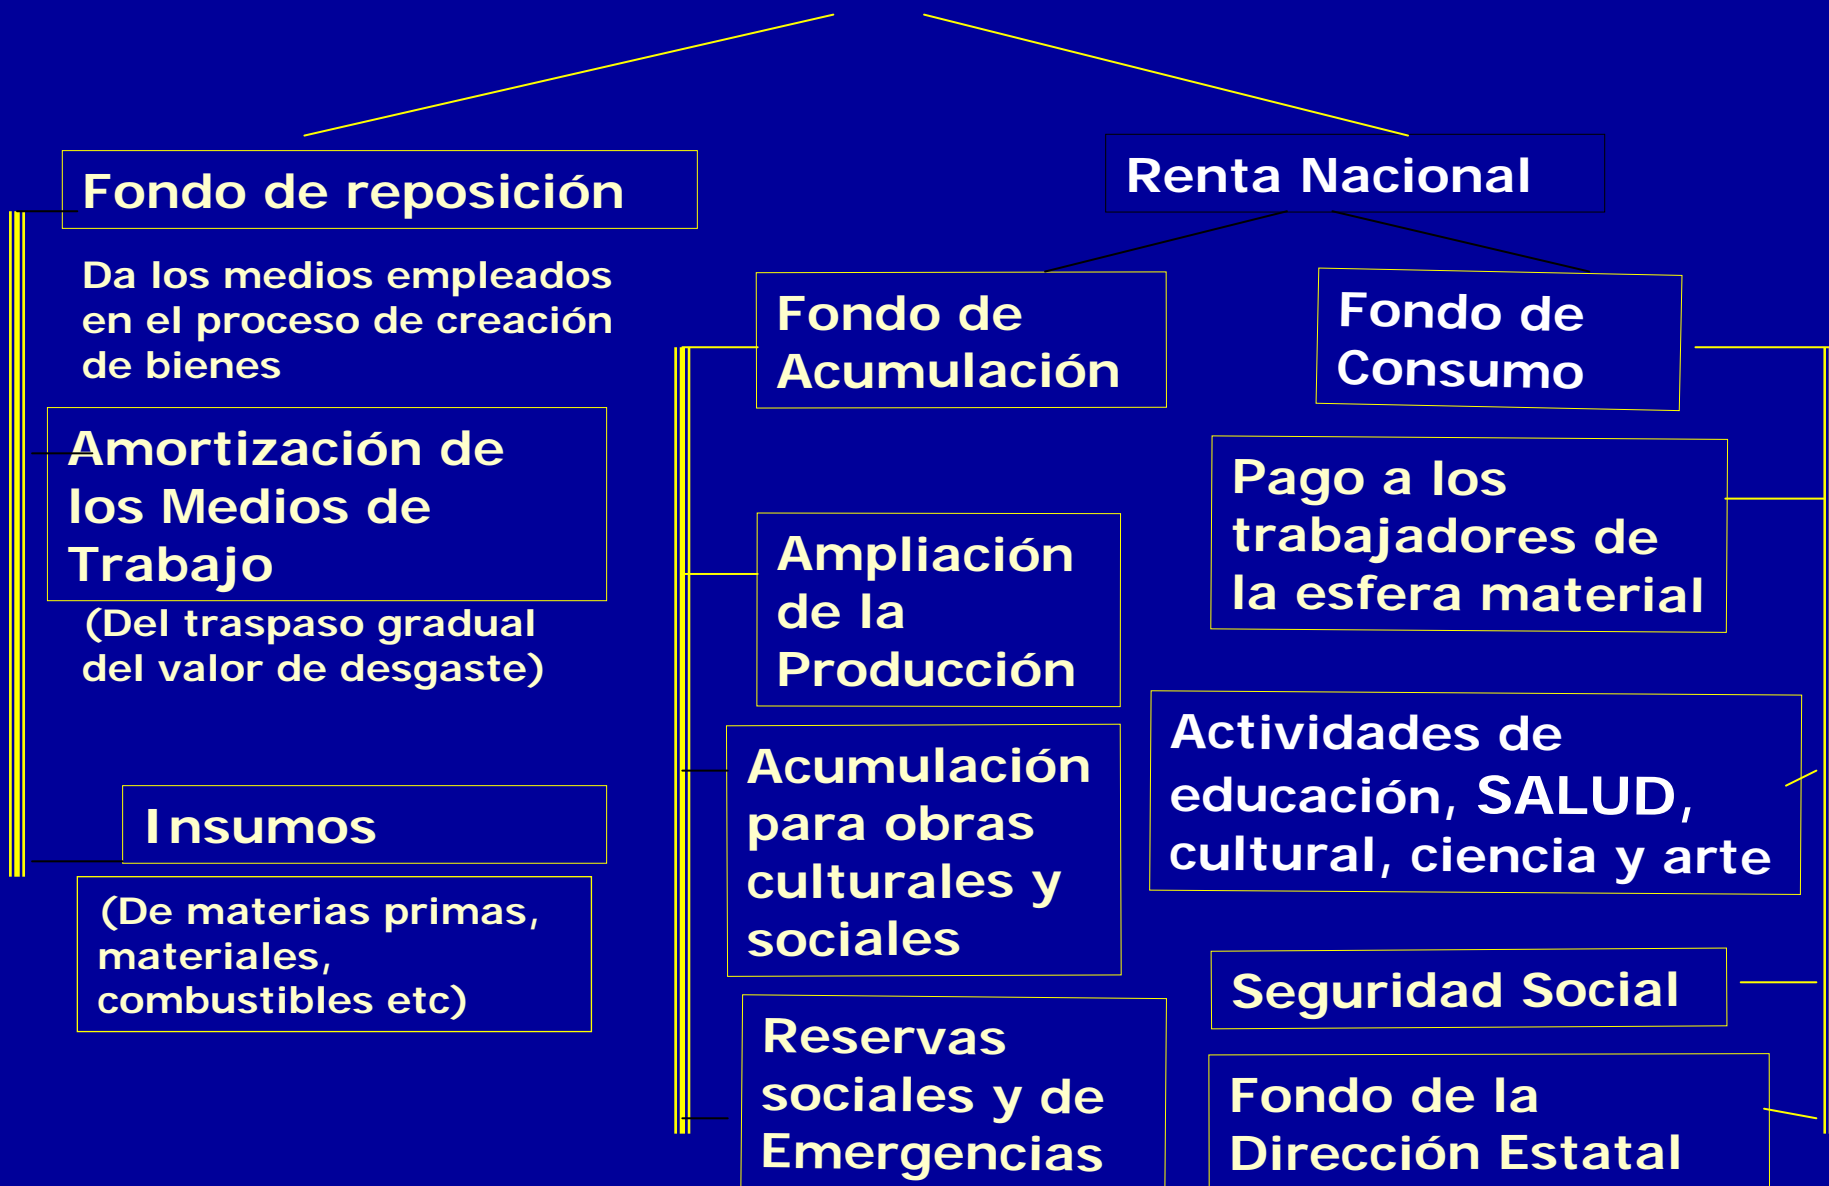 Fondo de reposición
Da los medios empleados
en el proceso de creación
de bienes
Amortización de
los Medios de
Trabajo
(Del traspaso gradual
del valor de desgaste)
Insumos
(De materias primas,
materiales,
combustibles etc)
Renta Nacional
Fondo de
Acumulación
Ampliación
de la
Producción
Acumulación
para obras
culturales y
sociales
Reservas
sociales y de
Emergencias
Fondo de
Consumo
Pago a los
trabajadores de
la esfera material
Actividades de
educación, SALUD,
cultural, ciencia y arte
Seguridad Social
Fondo de la
Dirección Estatal